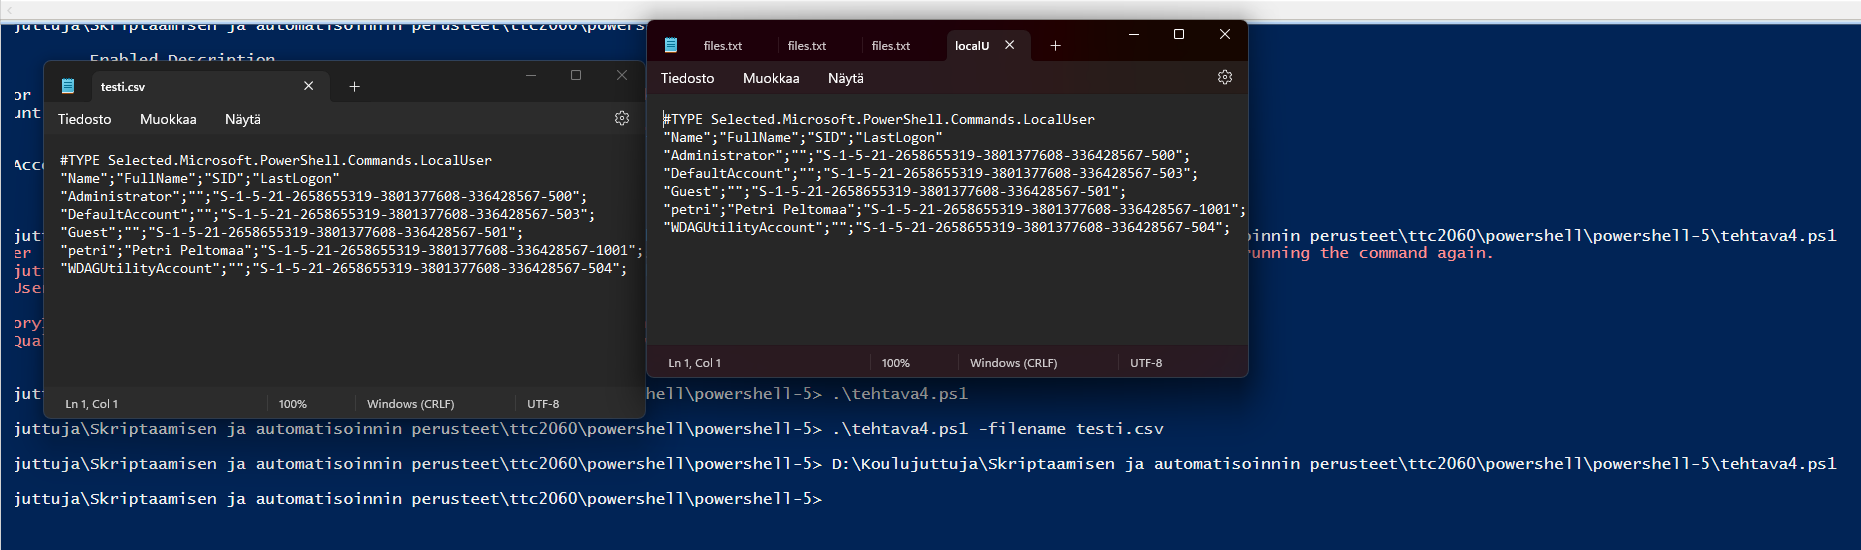 juttuja\Skriptaamisen ja automatisoinnin perusteet\ttc2060\powers
Enabled Description
or
unt
Acco
testi.csv
Tiedosto Muokkaa Näytä
#TYPE Selected.Microsoft.PowerShell.Commands.LocalUser
"Name";"FullName";"SID";"LastLogon"
"Administrator";"";"S-1-5-21-2658655319-3801377608-336428567-500";
"DefaultAccount";"";"S-1-5-21-2658655319-3801377608-336428567-503";
"Guest";"";"S-1-5-21-2658655319-3801377608-336428567-501";
"petri";"Petri Peltomaa";"S-1-5-21-2658655319-3801377608-336428567-1001";
"WDAGUtilityAccount";"";"S-1-5-21-2658655319-3801377608-336428567-504";
Ln 1, Col 1 100% Windows (CRLF) UTF-8
files.txt files.txt files.txt localU
Tiedosto Muokkaa Näytä
#TYPE Selected.Microsoft.PowerShell.Commands.LocalUser
"Name";"FullName";"SID";"LastLogon"
"Administrator";"";"S-1-5-21-2658655319-3801377608-336428567-500";
"DefaultAccount";"";"S-1-5-21-2658655319-3801377608-336428567-503";
"Guest";"";"S-1-5-21-2658655319-3801377608-336428567-501";
"petri";"Petri Peltomaa";"S-1-5-21-2658655319-3801377608-336428567-1001";
"WDAGUtilityAccount";"";"S-1-5-21-2658655319-3801377608-336428567-504";
Ln 1, Col 1 100% Windows (CRLF) UTF-8
jutt oinnin perusteet\ttc2060\powershell\powershell-5\tehtava4.ps1
er running the command again.
jutt
User
ory
Qual
jutt shell\powershell-5> .\tehtava4.ps1
juttuja\Skriptaamisen ja automatisoinnin perusteet\ttc2060\powershell\powershell-5> .\tehtava4.ps1 -filename testi.csv
juttuja\Skriptaamisen ja automatisoinnin perusteet\ttc2060\powershell\powershell-5> D:\Koulujuttuja\Skriptaamisen ja automatisoinnin perusteet\ttc2060\powershell\powershell-5\tehtava4.ps1
juttuja\Skriptaamisen ja automatisoinnin perusteet\ttc2060\powershell\powershell-5>